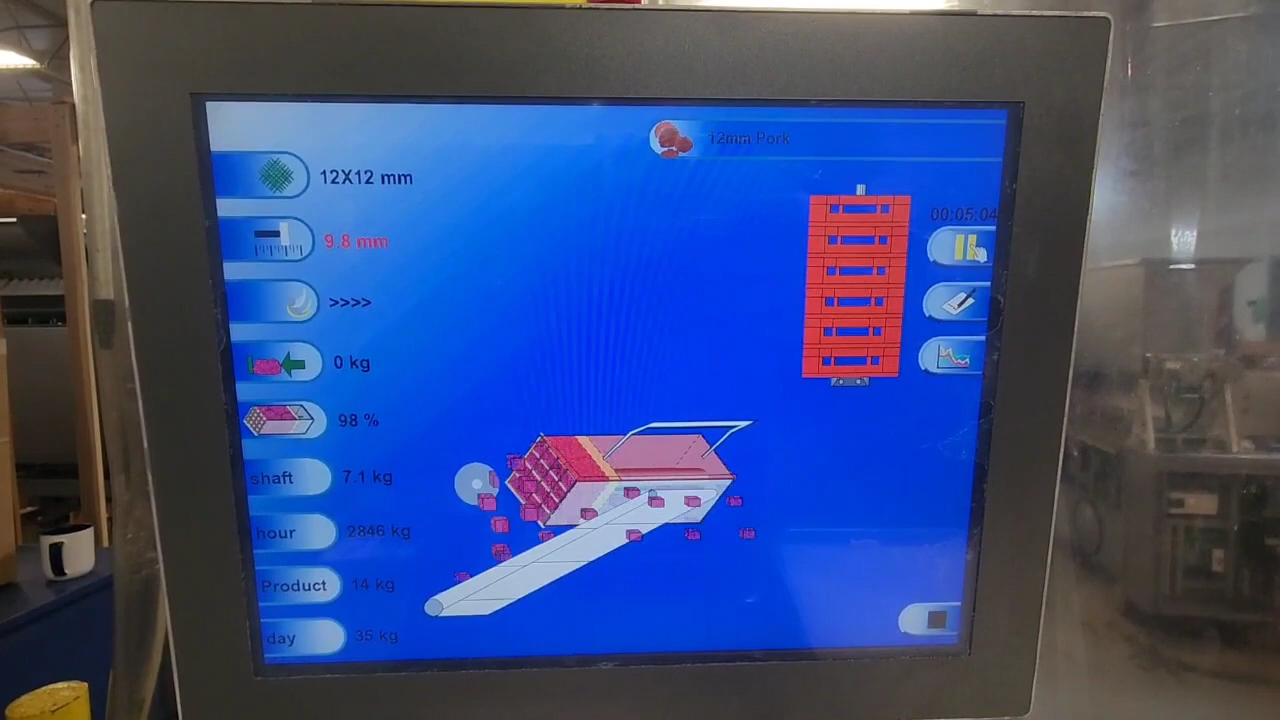 12mm Pork
12X12 mm
00:05:04
9.8 mm
>>>>
0 kg
98 %
shaft 7.1 kg
hour 2846 kg
Product 14 kg
day 35 kg